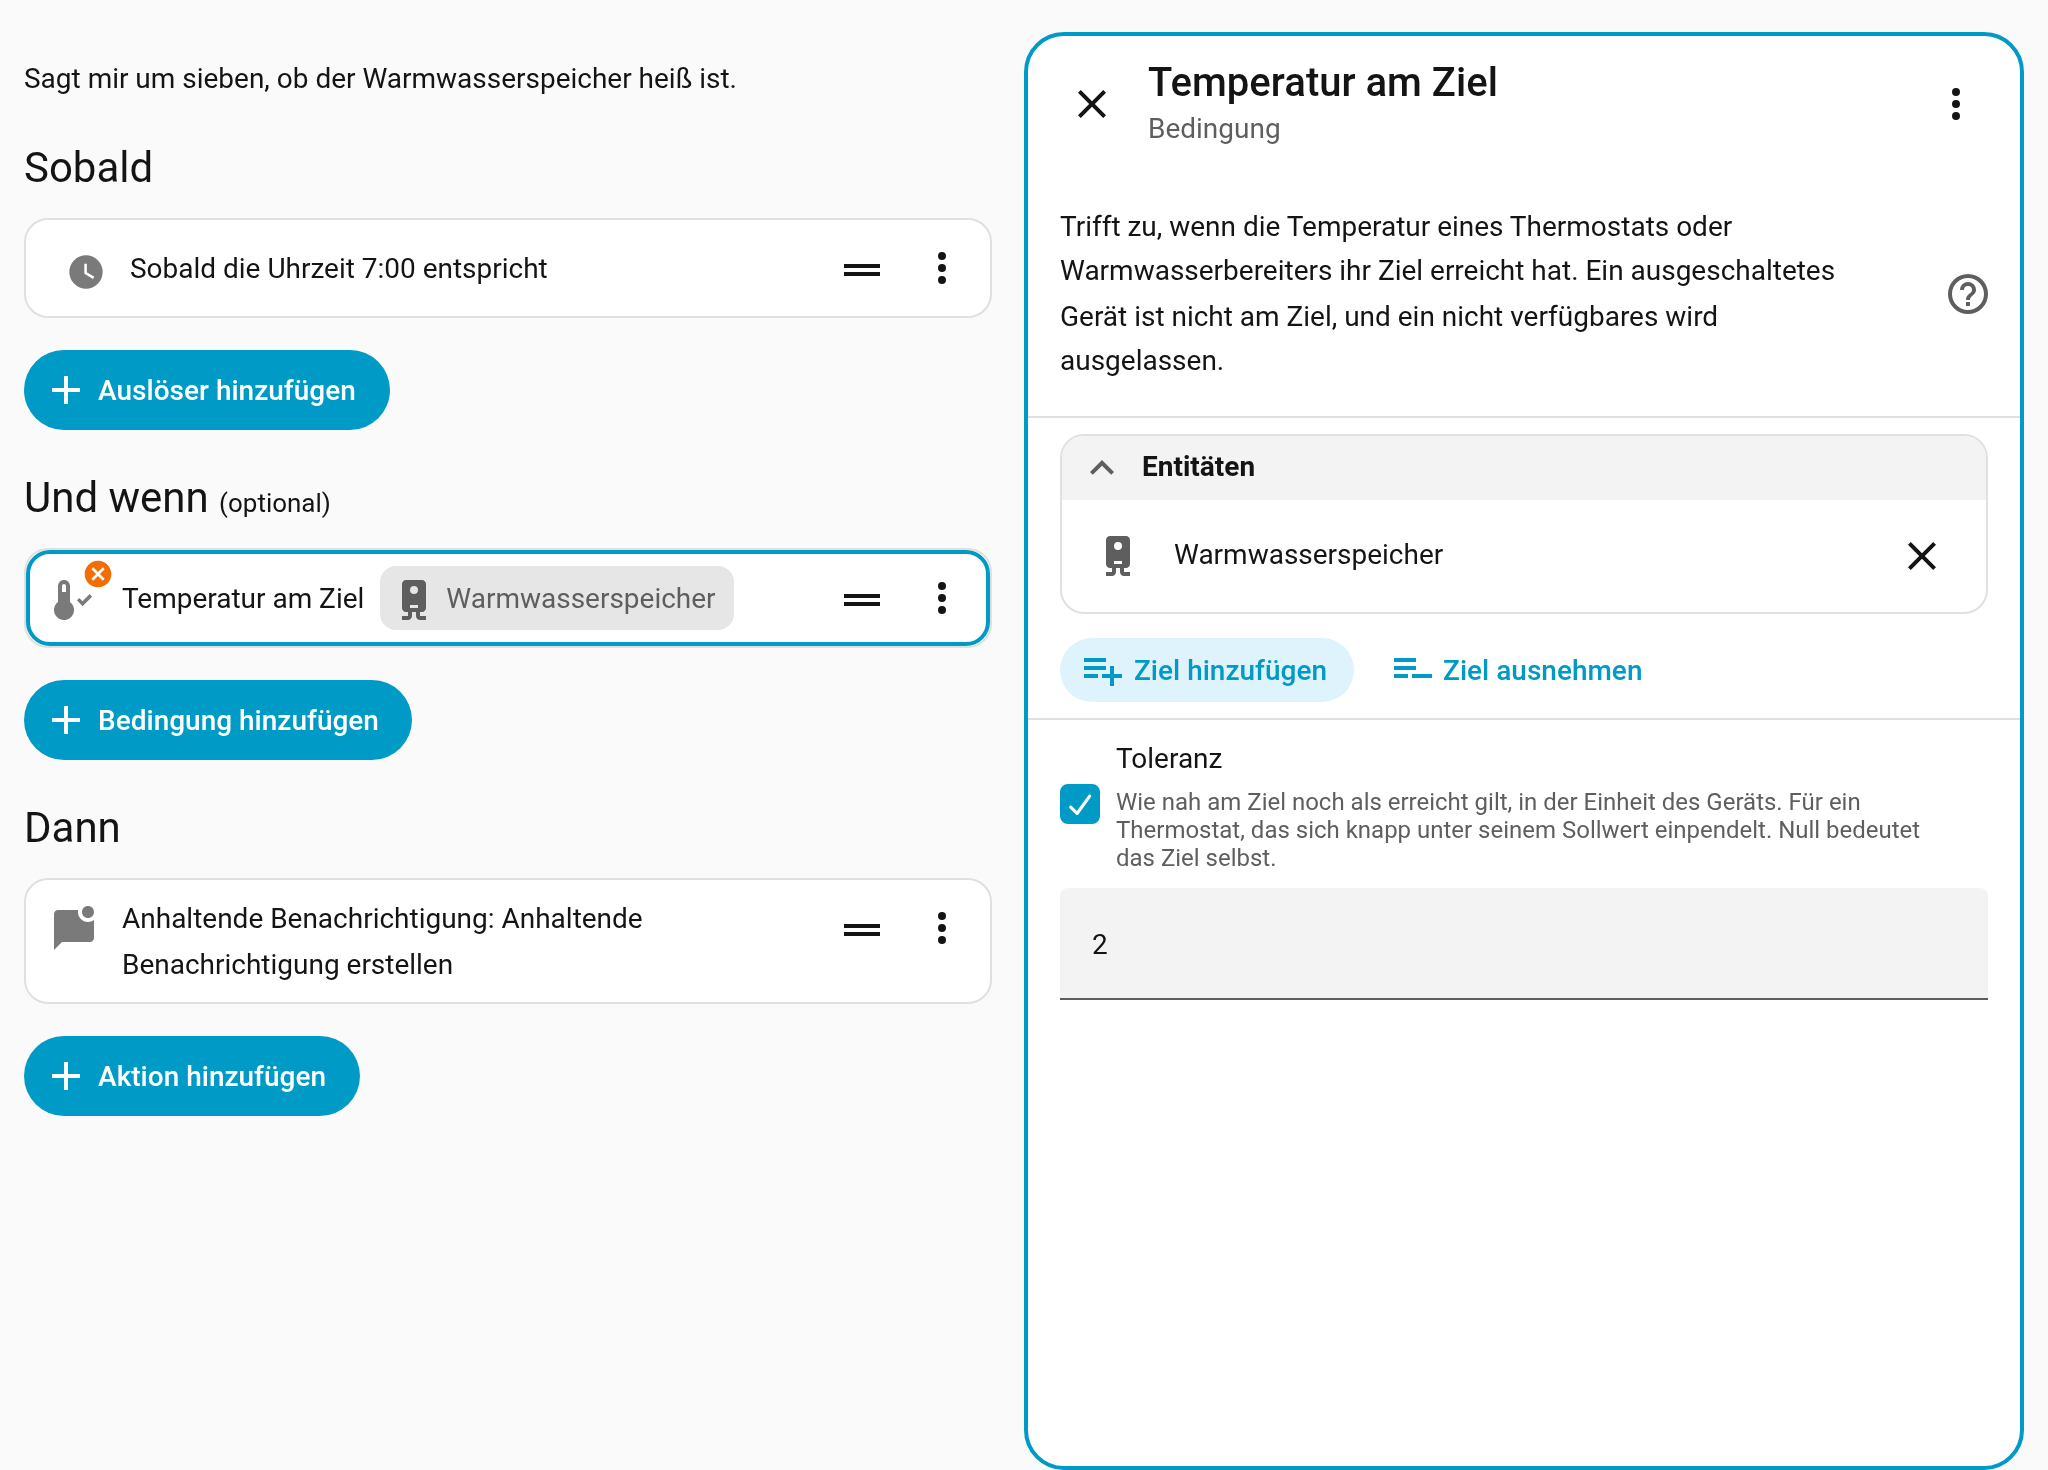 Sagt mir um sieben, ob der Warmwasserspeicher heiß ist.
Sobald
Sobald die Uhrzeit 7:00 entspricht
Auslöser hinzufügen
Und wenn (optional)
Temperatur am Ziel Warmwasserspeicher
Bedingung hinzufügen
Dann
Anhaltende Benachrichtigung: Anhaltende
Benachrichtigung erstellen
Aktion hinzufügen
Temperatur am Ziel
Bedingung
Trifft zu, wenn die Temperatur eines Thermostats oder
Warmwasserbereiters ihr Ziel erreicht hat. Ein ausgeschaltetes
Gerät ist nicht am Ziel, und ein nicht verfügbares wird
ausgelassen.
Entitäten
Warmwasserspeicher
Ziel hinzufügen Ziel ausnehmen
Toleranz
Wie nah am Ziel noch als erreicht gilt, in der Einheit des Geräts. Für ein
Thermostat, das sich knapp unter seinem Sollwert einpendelt. Null bedeutet
das Ziel selbst.
2